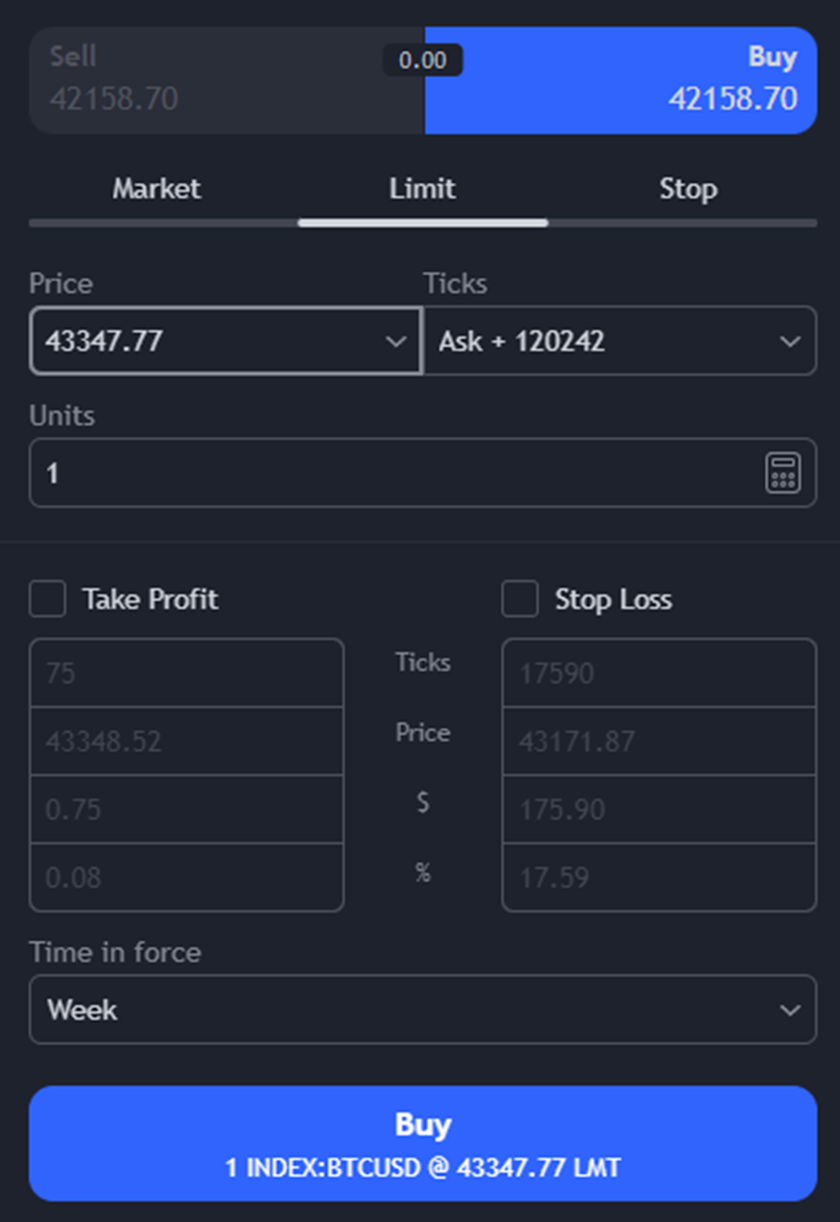 Sell
42158.70
0.00
Buy
42158.70
Market Limit Stop
Price Ticks
43347.77 Ask + 120242
Units
1
Take Profit Stop Loss
75 Ticks 17590
43348.52 Price 43171.87
0.75 $ 175.90
0.08 % 17.59
Time in force
Week
Buy
1 INDEX:BTCUSD @ 43347.77 LMT